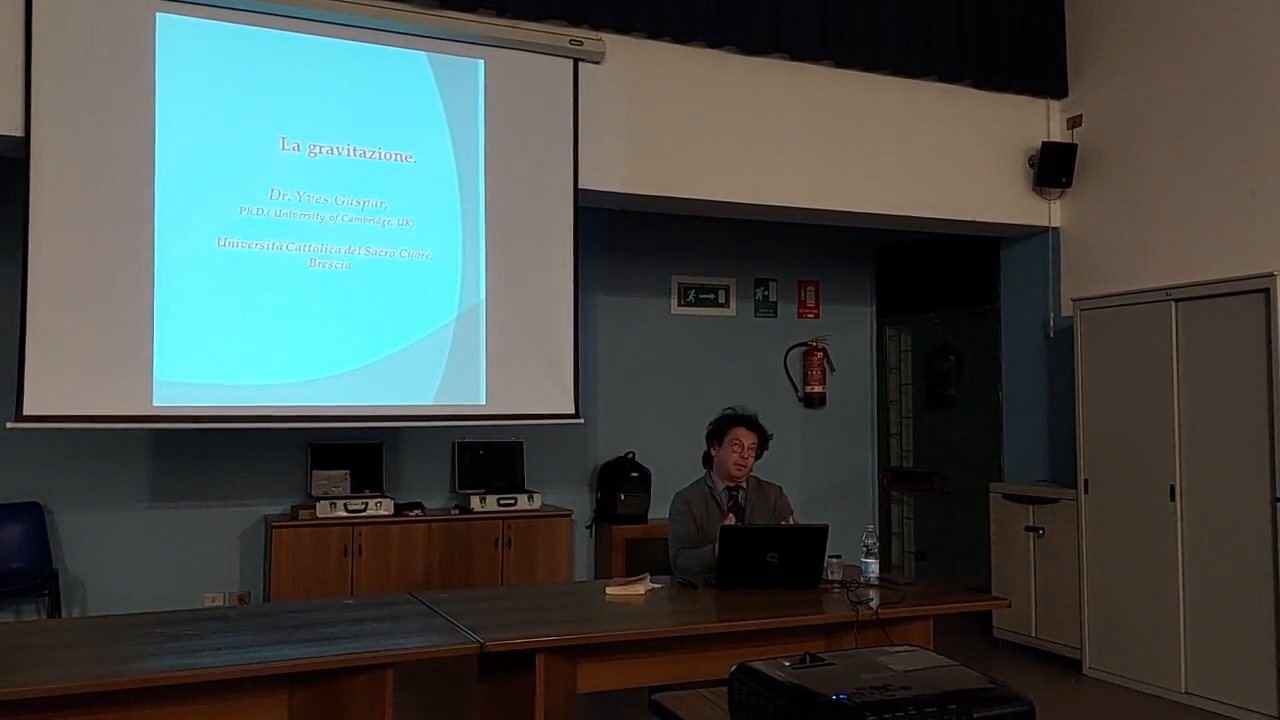 La gravitazione.
Dr. Yves Gaspar,
Ph.D.( University of Cambridge, UK)
Università Cattolica del Sacro Cuore,
Brescia